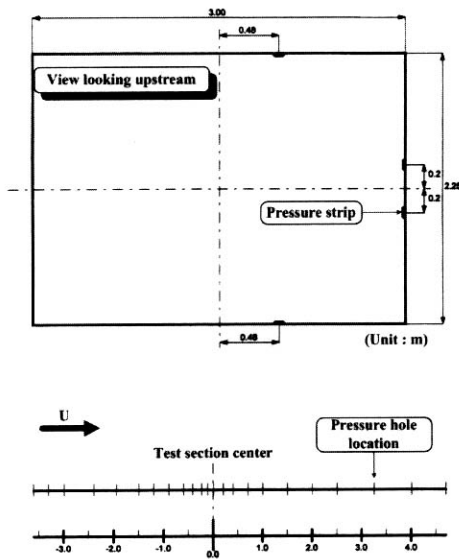 3.00
0.48
View looking upstream
0.2
2.25
0.2
Pressure strip
0.48
(Unit : m)
U
Pressure hole
location
Test section center
-3.0
-2.0
-1.0
0.0
1.0
2.0
3.0
4.0